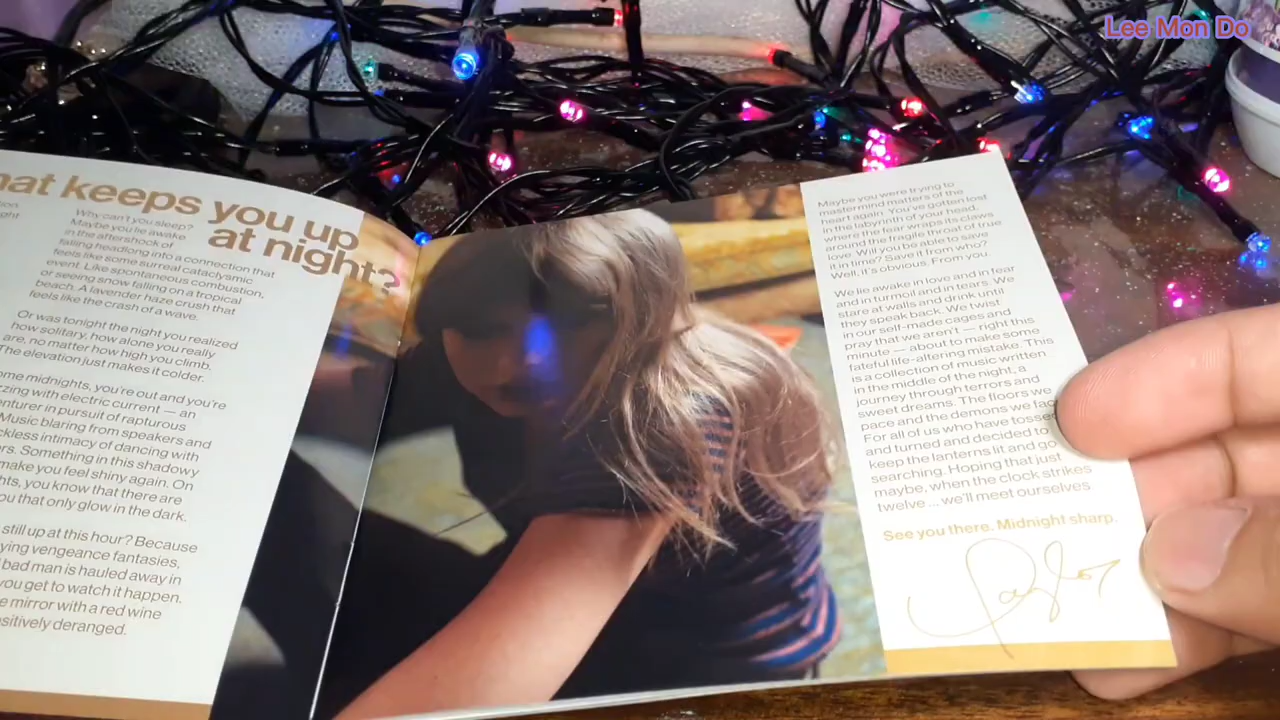 Lee Mon Do
hat keeps you up
at night?
tion
ight
Why can't you sleep?
Maybe you lie awake
in the aftershock of
falling headlong into a connection that
feels like some surreal cataclysmic
event. Like spontaneous combustion,
or seeing snow falling on a tropical
beach. A lavender haze crush that
feels like the crash of a wave.
Or was tonight the night you realized
how solitary, how alone you really
are, no matter how high you climb.
The elevation just makes it colder.
ome midnights, you're out and you're
zing with electric current — an
enturer in pursuit of rapturous
Music blaring from speakers and
ckless intimacy of dancing with
rs. Something in this shadowy
make you feel shiny again. On
hts, you know that there are
ou that only glow in the dark.
still up at this hour? Because
ying vengeance fantasies,
bad man is hauled away in
you get to watch it happen.
e mirror with a red wine
sitively deranged.
Maybe you were trying to
mastermind matters of the
heart again. You've gotten lost
in the labyrinth of your head,
where the fear wraps its claws
around the fragile throat of true
love. Will you be able to save
it in time? Save it from who?
Well, it's obvious. From you.
We lie awake in love and in fear
and in turmoil and in tears. We
stare at walls and drink until
they speak back. We twist
in our self-made cages and
pray that we aren't — right this
minute — about to make some
fateful life-altering mistake. This
is a collection of music written
in the middle of the night, a
journey through terrors and
sweet dreams. The floors we
pace and the demons we fac
For all of us who have tossed
and turned and decided to
keep the lanterns lit and go
searching. Hoping that just
maybe, when the clock strikes
twelve ... we'll meet ourselves.
See you there. Midnight sharp.
Taylor